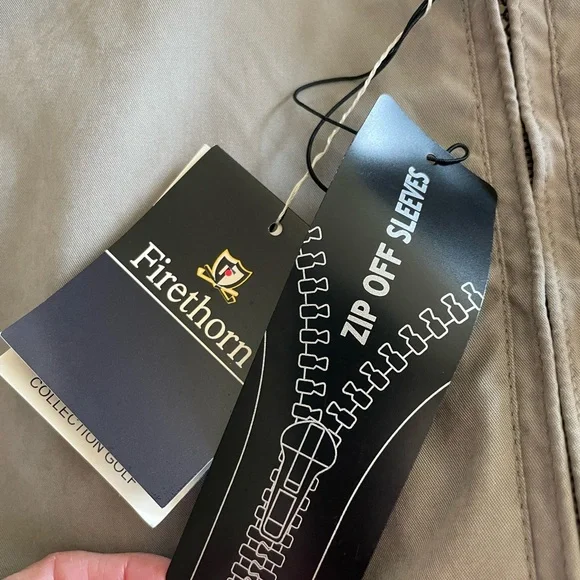 Firethorn
COLLECTION GOLF
ZIP OFF SLEEVES